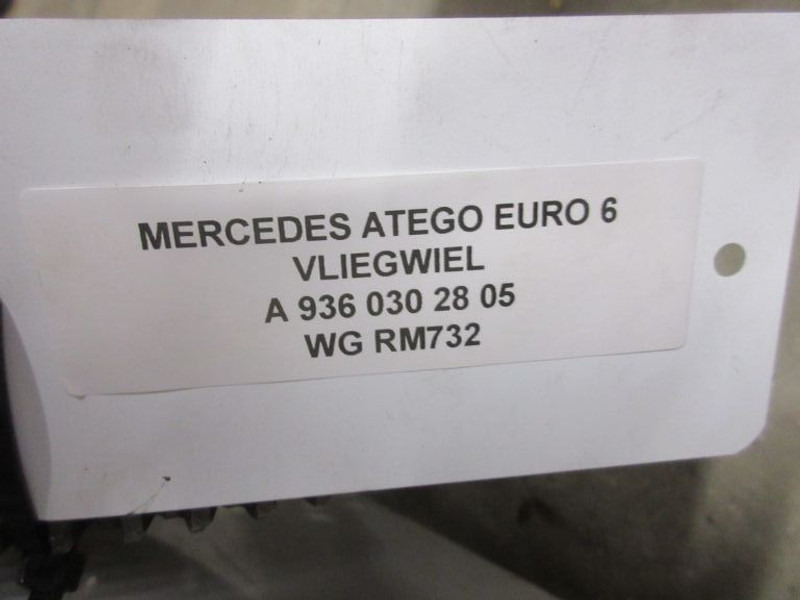 MERCEDES ATEGO EURO 6
VLIEGWIEL
A 936 030 28 05
WG RM732